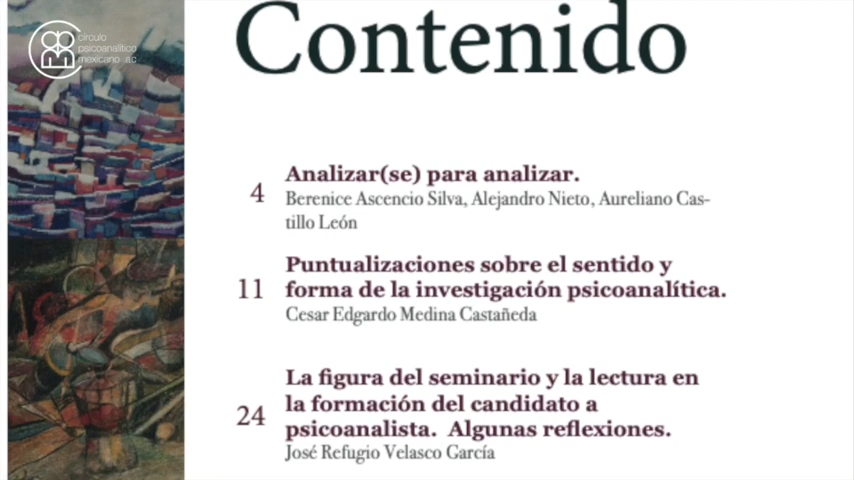 círculo
psicoanalítico
mexicano ac
Contenido
4
Analizar(se) para analizar.
Berenice Ascencio Silva, Alejandro Nieto, Aureliano Cas-
tillo León
11
Puntualizaciones sobre el sentido y
forma de la investigación psicoanalítica.
Cesar Edgardo Medina Castañeda
24
La figura del seminario y la lectura en
la formación del candidato a
psicoanalista. Algunas reflexiones.
José Refugio Velasco García